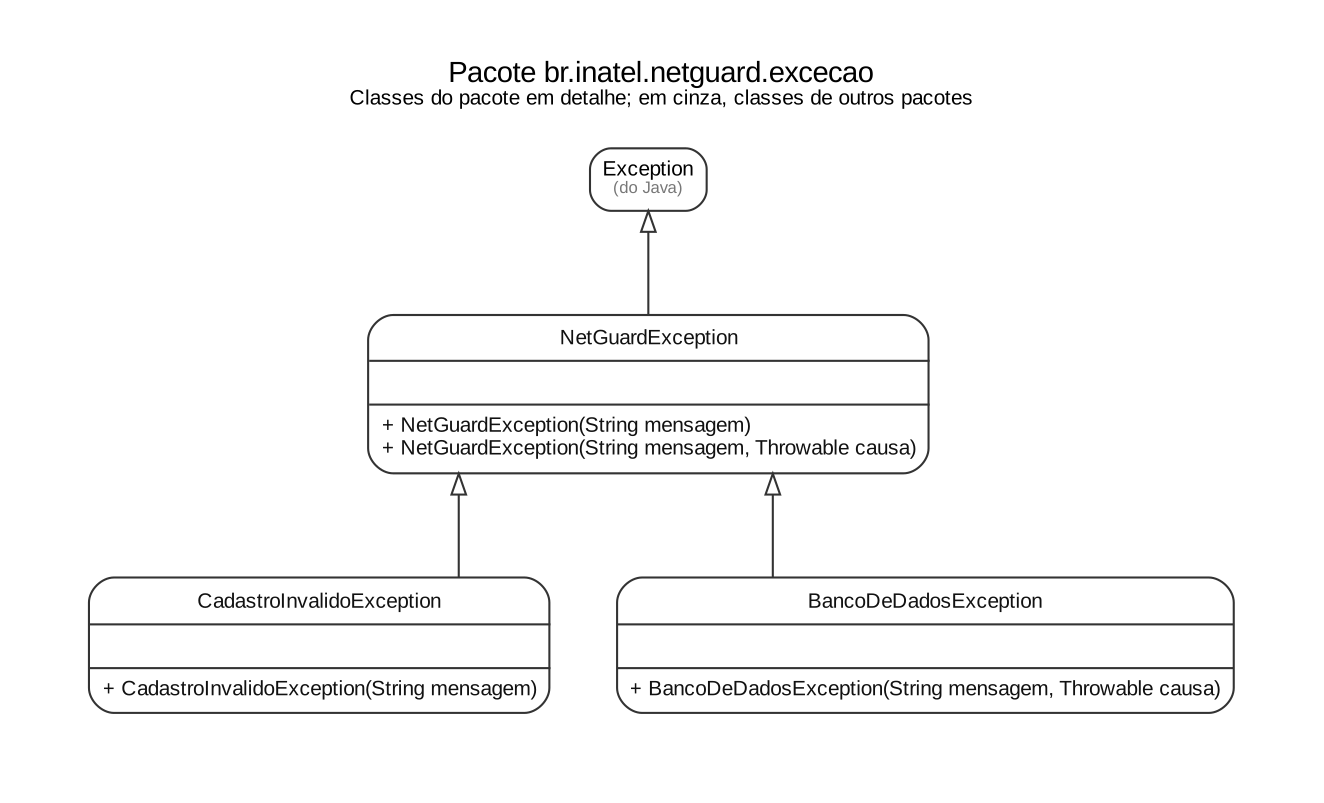 Pacote br.inatel.netguard.excecao
Classes do pacote em detalhe; em cinza, classes de outros pacotes
Exception
(do Java)
NetGuardException
+ NetGuardException(String mensagem)
+ NetGuardException(String mensagem, Throwable causa)
CadastroInvalidoException
+ CadastroInvalidoException(String mensagem)
BancoDeDadosException
+ BancoDeDadosException(String mensagem, Throwable causa)